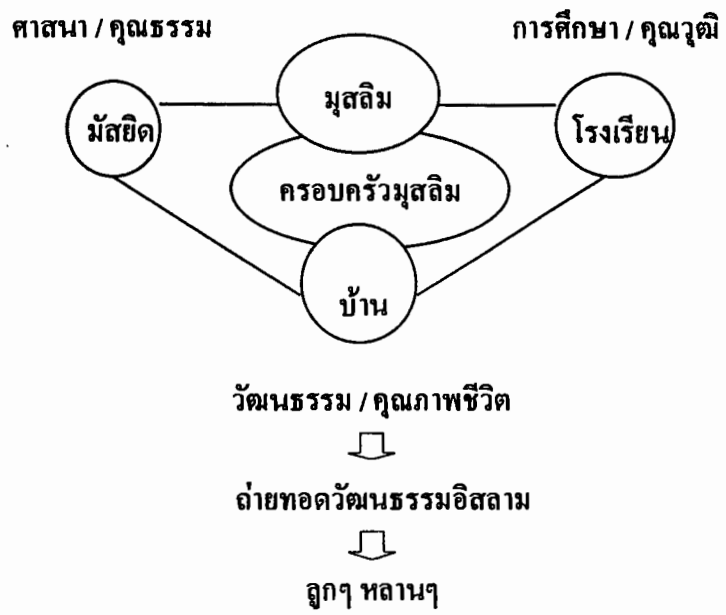 ศาสนา / คุณธรรม
การศึกษา / คุณวุฒิ
มุสลิม
มัสยิด
โรงเรียน
ครอบครัวมุสลิม
บ้าน
วัฒนธรรม / คุณภาพชีวิต
ถ่ายทอดวัฒนธรรมอิสลาม
ลูกๆ หลานๆ